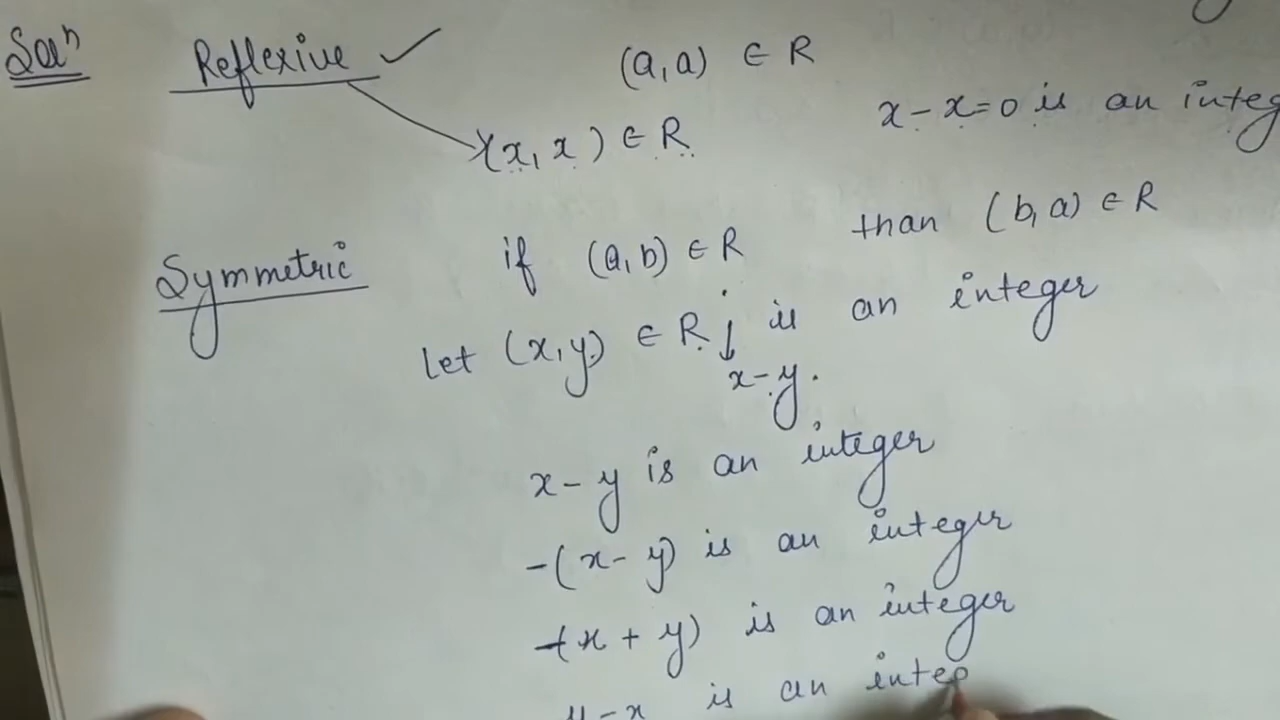 Solⁿ Reflexive ✓ (a,a) ∈ R
x-x=0 is an integ
(x,x) ∈ R
Symmetric if (a,b) ∈ R than (b,a) ∈ R
Let (x,y) ∈ R is an integer
x-y.
x-y is an integer
-(x-y) is an integer
-(x+y) is an integer
y-x is an integ